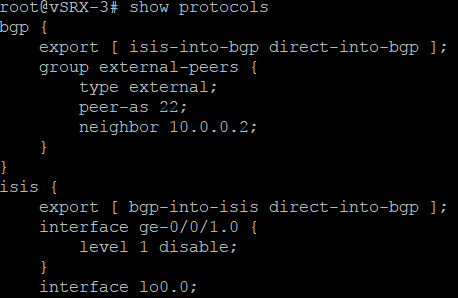 root@vSRX-3# show protocols
bgp {
    export [ isis-into-bgp direct-into-bgp ];
    group external-peers {
        type external;
        peer-as 22;
        neighbor 10.0.0.2;
    }
}
isis {
    export [ bgp-into-isis direct-into-bgp ];
    interface ge-0/0/1.0 {
        level 1 disable;
    }
    interface lo0.0;